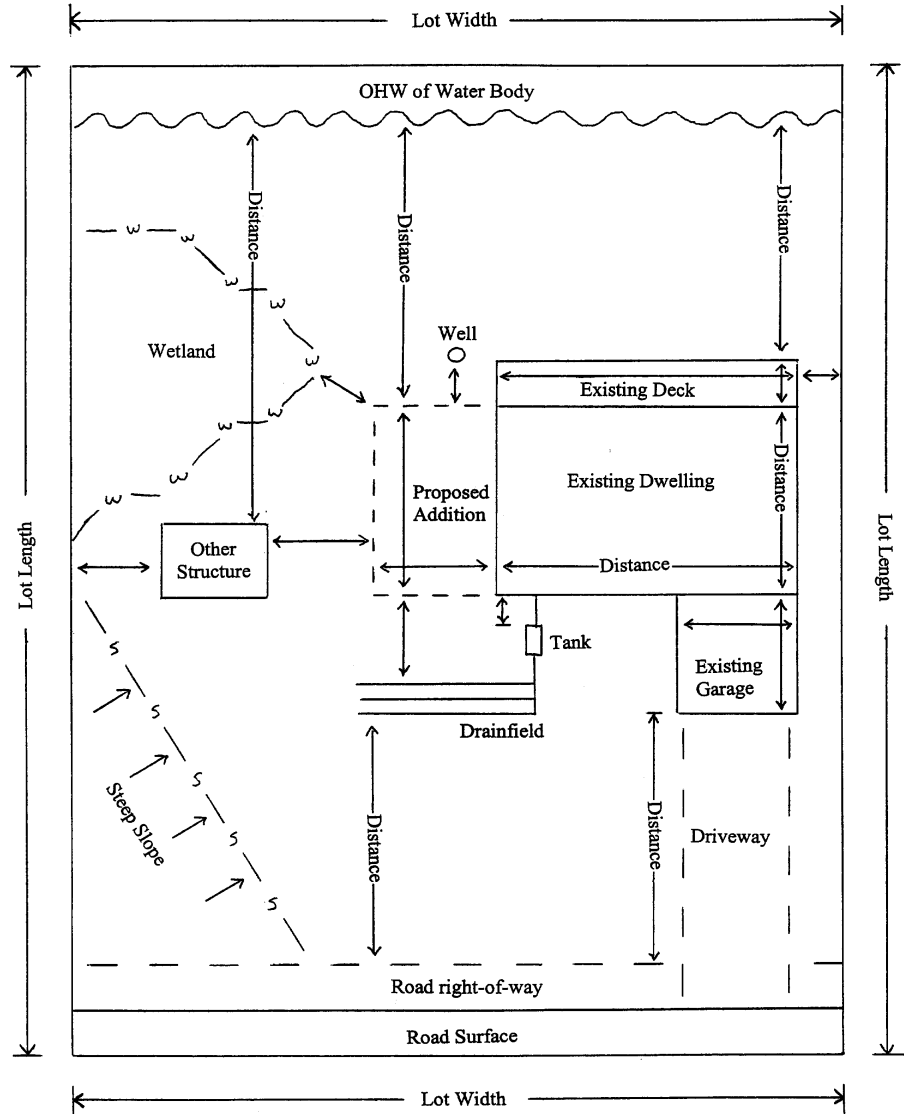 Lot Width
OHW of Water Body
Distance
Distance
Distance
Well
Wetland
Existing Deck
Lot Length
Lot Length
Distance
Existing Dwelling
Proposed
Addition
Other
Structure
Distance
Tank
Existing
Garage
Drainfield
Steep Slope
Distance
Distance
Driveway
Road right-of-way
Road Surface
Lot Width